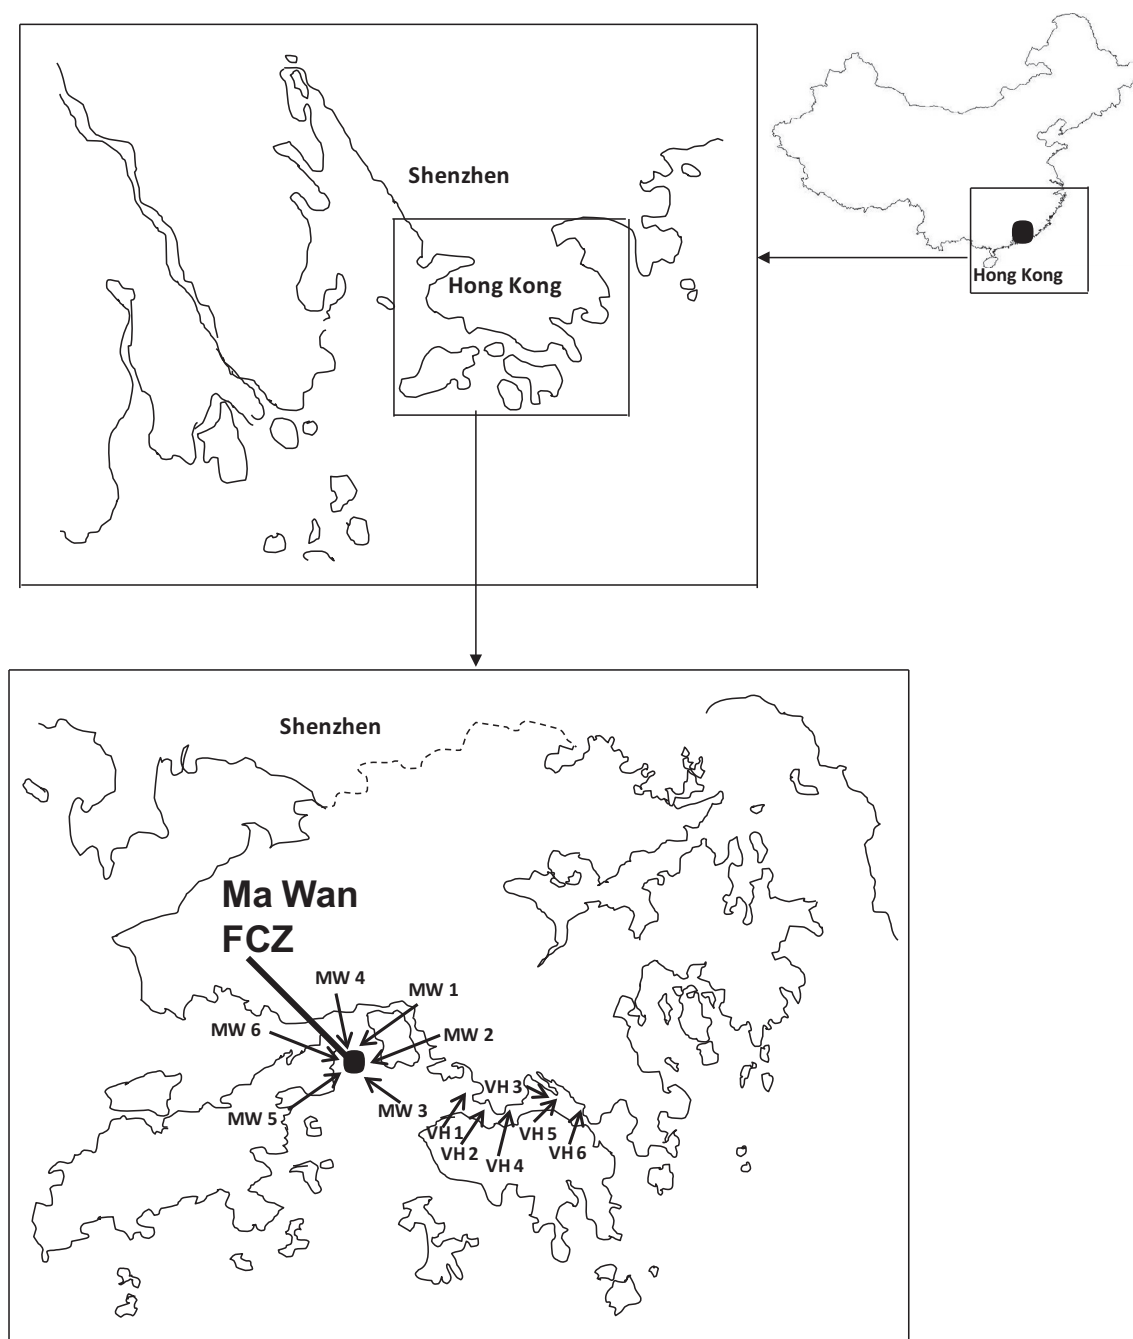 Shenzhen
Hong Kong
Hong Kong
Shenzhen
Ma Wan
FCZ
MW 4
MW 1
MW 6
MW 2
MW 5
MW 3
VH 3
VH 1
VH 2
VH 4
VH 5
VH 6